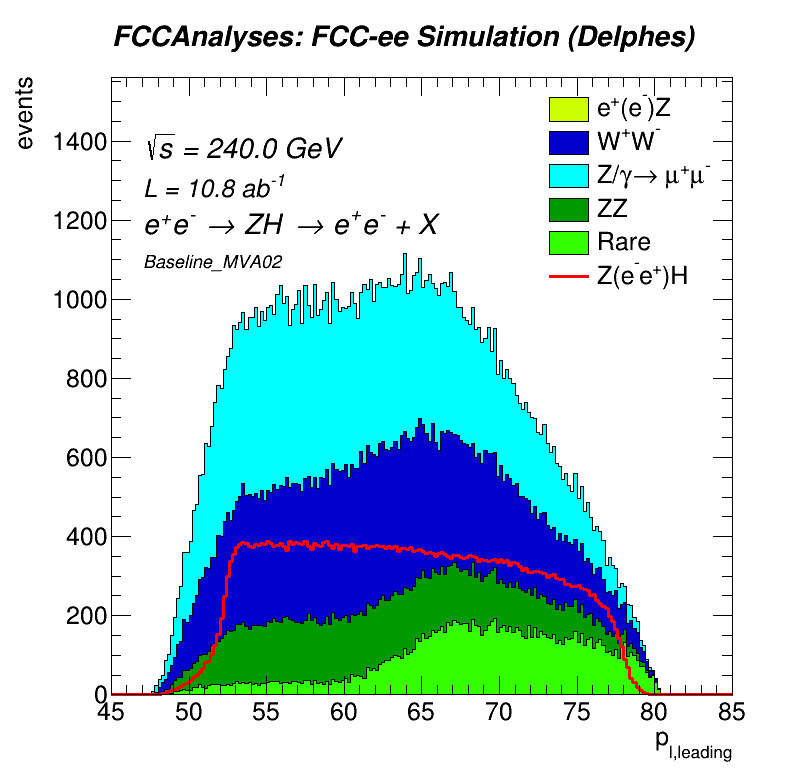 FCCAnalyses: FCC-ee Simulation (Delphes)
events
√s = 240.0 GeV
L = 10.8 ab⁻¹
e⁺e⁻ → ZH → e⁺e⁻ + X
Baseline_MVA02
e⁺(e⁻)Z
W⁺W⁻
Z/γ→ μ⁺μ⁻
ZZ
Rare
Z(e⁻e⁺)H
1400
1200
1000
800
600
400
200
0
45 50 55 60 65 70 75 80 85
p_l,leading